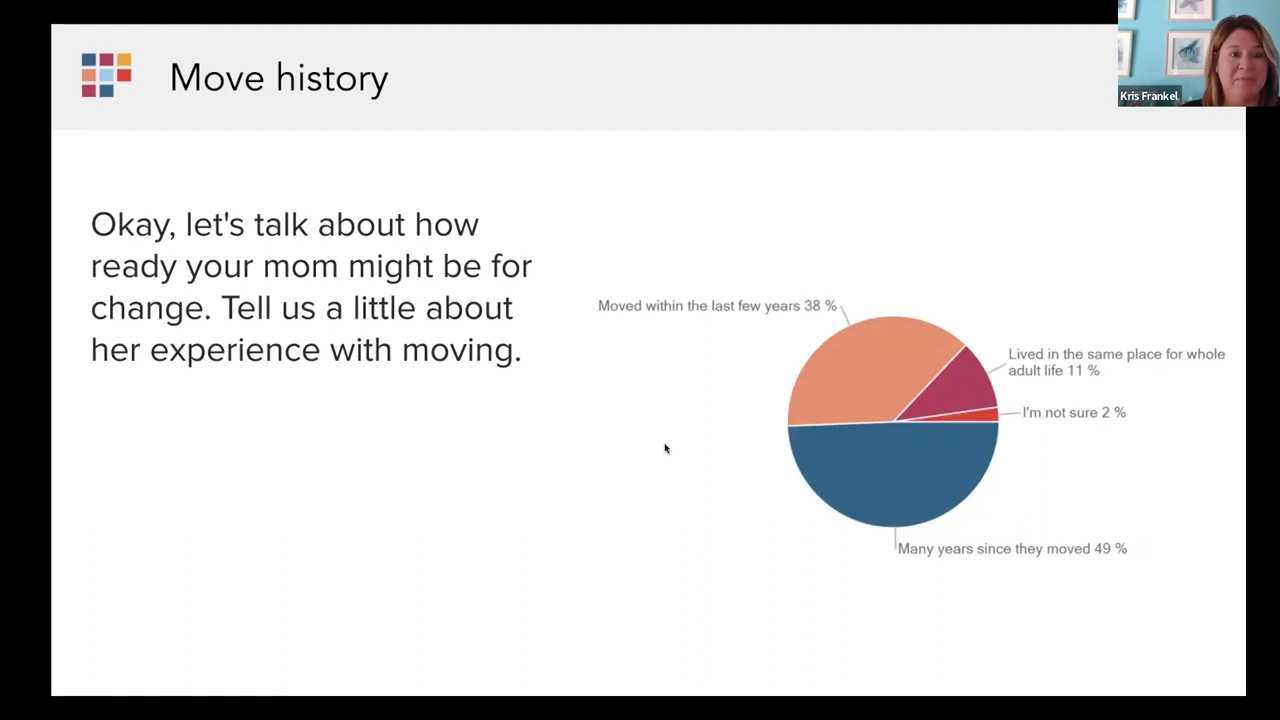 Move history
Kris Frankel
Okay, let's talk about how
ready your mom might be for
change. Tell us a little about
her experience with moving.
Moved within the last few years 38 %
Lived in the same place for whole
adult life 11 %
I'm not sure 2 %
Many years since they moved 49 %